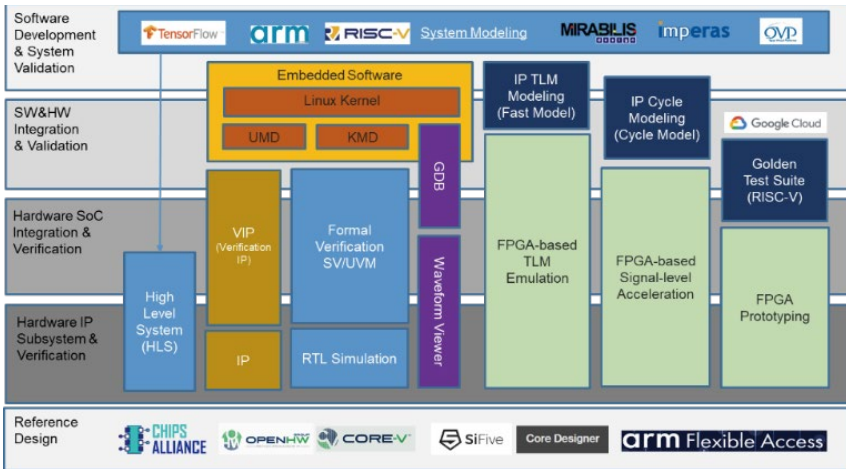 Software
Development
& System
Validation
TensorFlow
arm
RISC-V
System Modeling
MIRABILIS
DESIGN
imperas
OVP
Embedded Software
Linux Kernel
UMD
KMD
IP TLM
Modeling
(Fast Model)
IP Cycle
Modeling
(Cycle Model)
Google Cloud
SW&HW
Integration
& Validation
GDB
Golden
Test Suite
(RISC-V)
Hardware SoC
Integration &
Verification
VIP
(Verification
IP)
Formal
Verification
SV/UVM
Waveform Viewer
FPGA-based
TLM
Emulation
FPGA-based
Signal-level
Acceleration
High
Level
System
(HLS)
FPGA
Prototyping
Hardware IP
Subsystem &
Verification
IP
RTL Simulation
Reference
Design
CHIPS
ALLIANCE
OPENHW
CORE-V
SiFive
Core Designer
arm Flexible Access